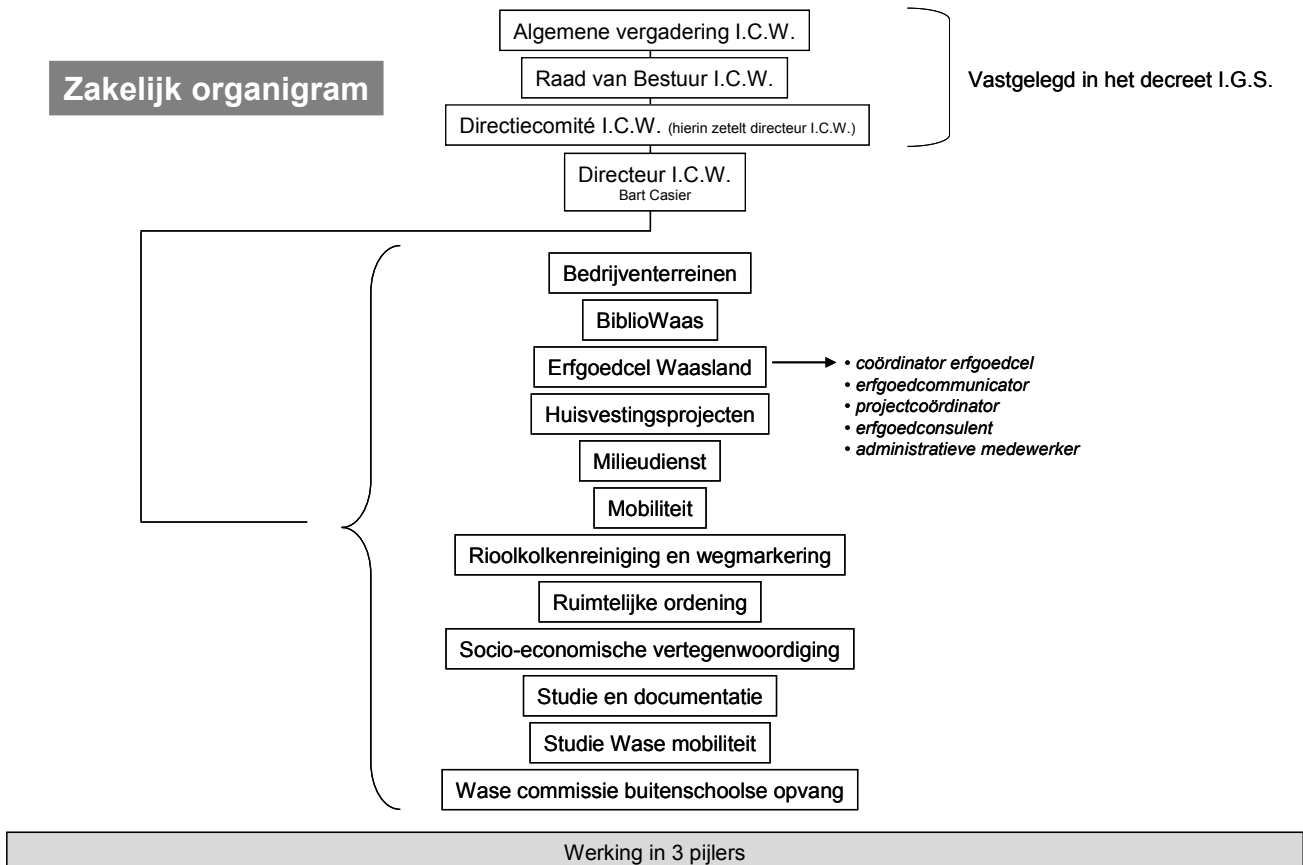 Zakelijk organigram
Algemene vergadering I.C.W.
Raad van Bestuur I.C.W.
Directiecomité I.C.W. (hierin zetelt directeur I.C.W.)
Vastgelegd in het decreet I.G.S.
Directeur I.C.W.
Bart Casier
Bedrijventerreinen
BiblioWaas
Erfgoedcel Waasland
• coördinator erfgoedcel
• erfgoedcommunicator
• projectcoördinator
• erfgoedconsulent
• administratieve medewerker
Huisvestingsprojecten
Milieudienst
Mobiliteit
Rioolkolkenreiniging en wegmarkering
Ruimtelijke ordening
Socio-economische vertegenwoordiging
Studie en documentatie
Studie Wase mobiliteit
Wase commissie buitenschoolse opvang
Werking in 3 pijlers